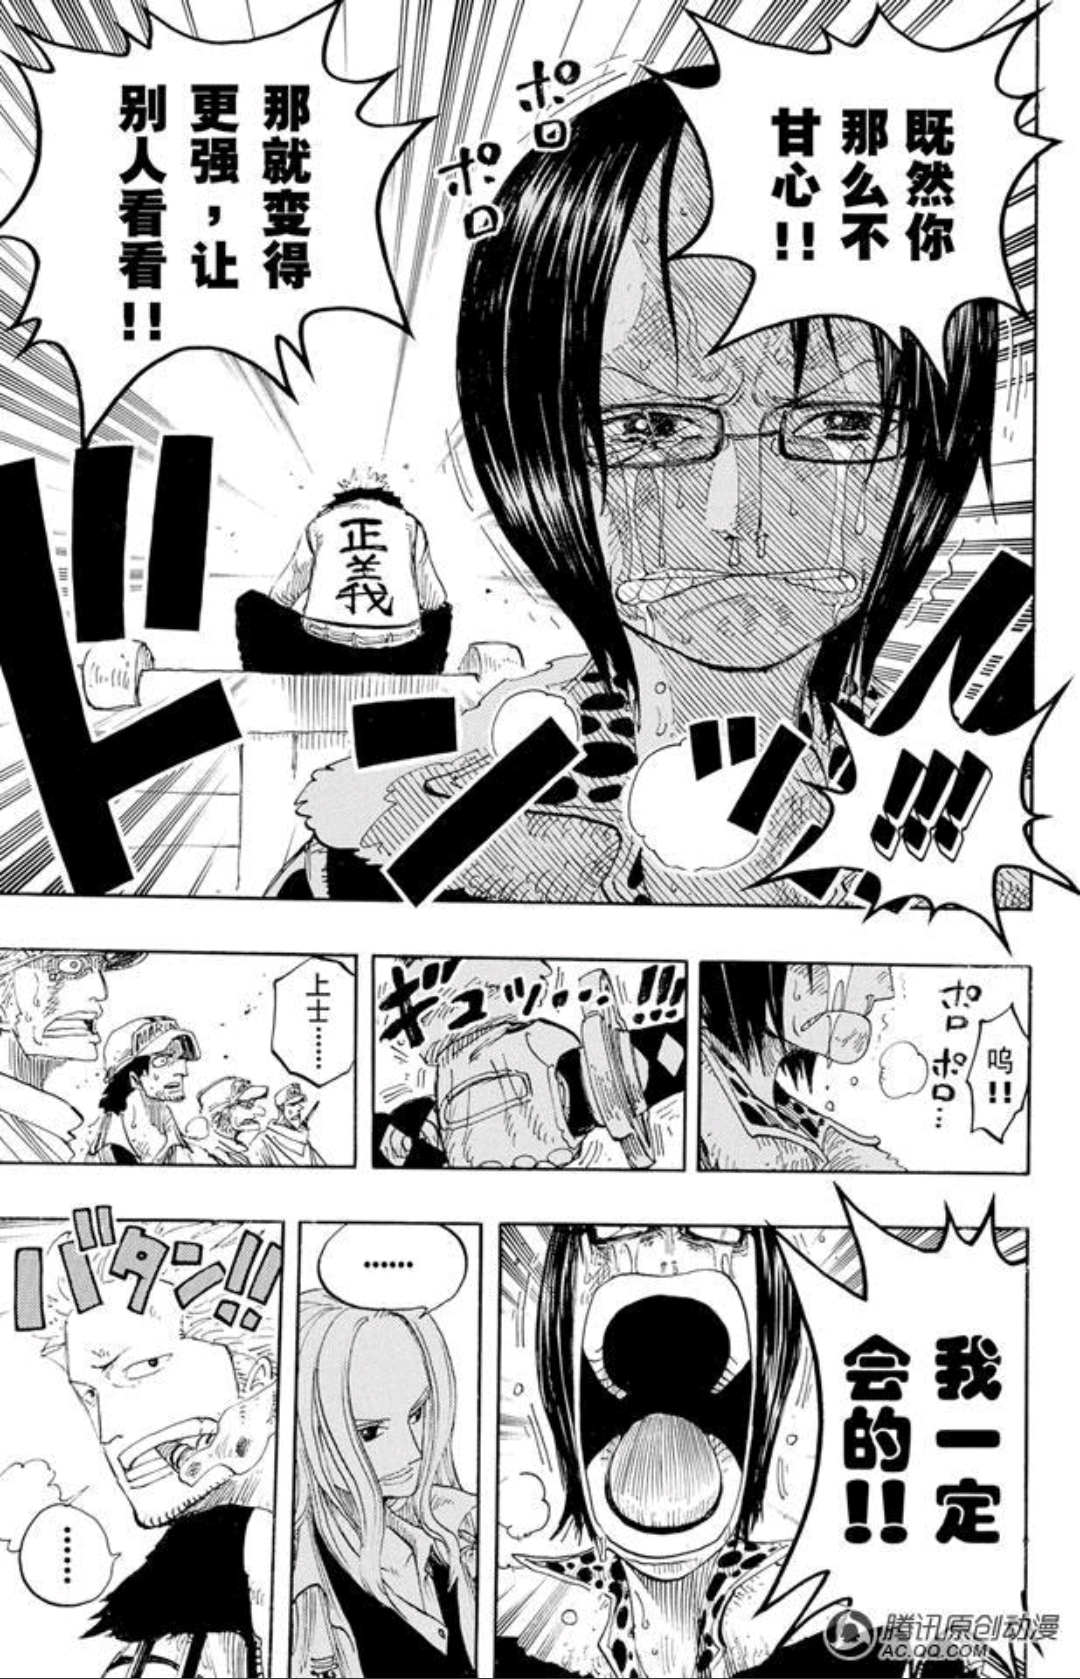 既然你
那么不
甘心!!
那就变得
更强，让
别人看看!!
ポロ
ポロ
正義
ドンッ!!
!!!!
呜!!
ポロ
ポロ…
ギュッ…!!!
上士……
MARINE
我一定
会的!!
……
バタン!!
……
腾讯原创动漫
AC.QQ.COM